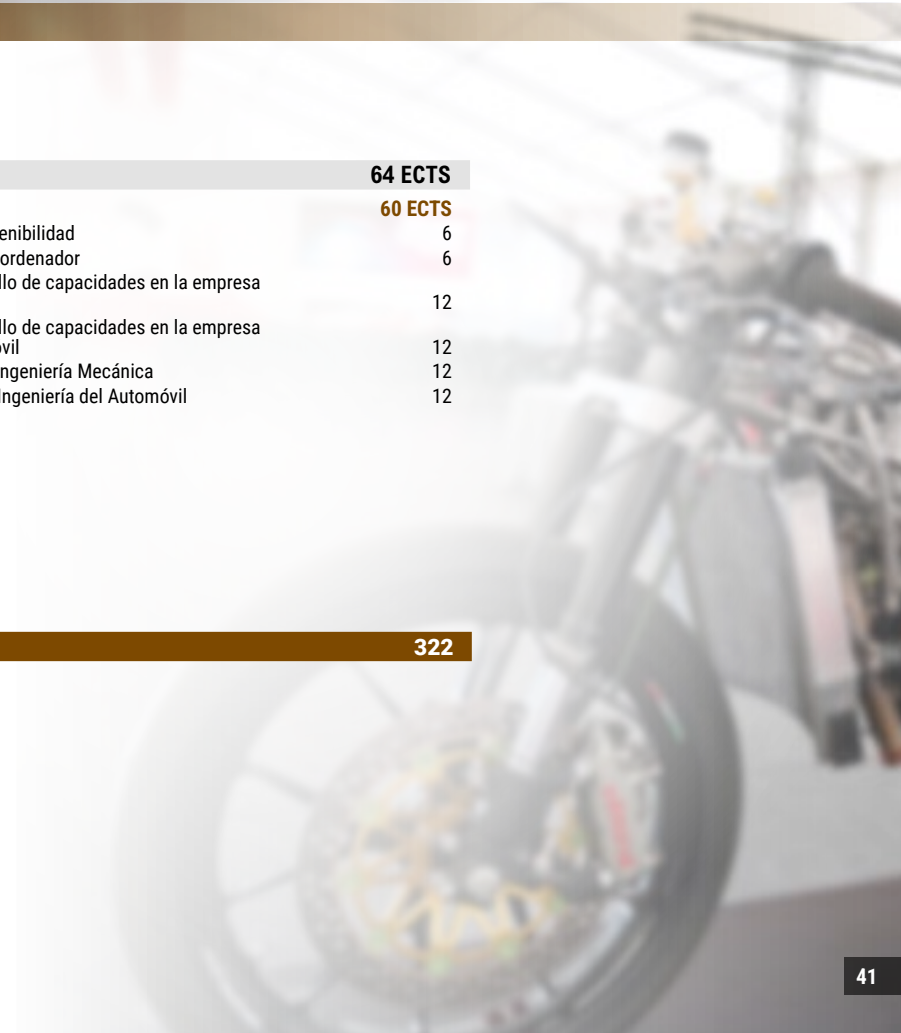 64 ECTS
60 ECTS
enibilidad 6
ordenador 6
llo de capacidades en la empresa
12
llo de capacidades en la empresa
óvil 12
ngeniería Mecánica 12
Ingeniería del Automóvil 12
322
41